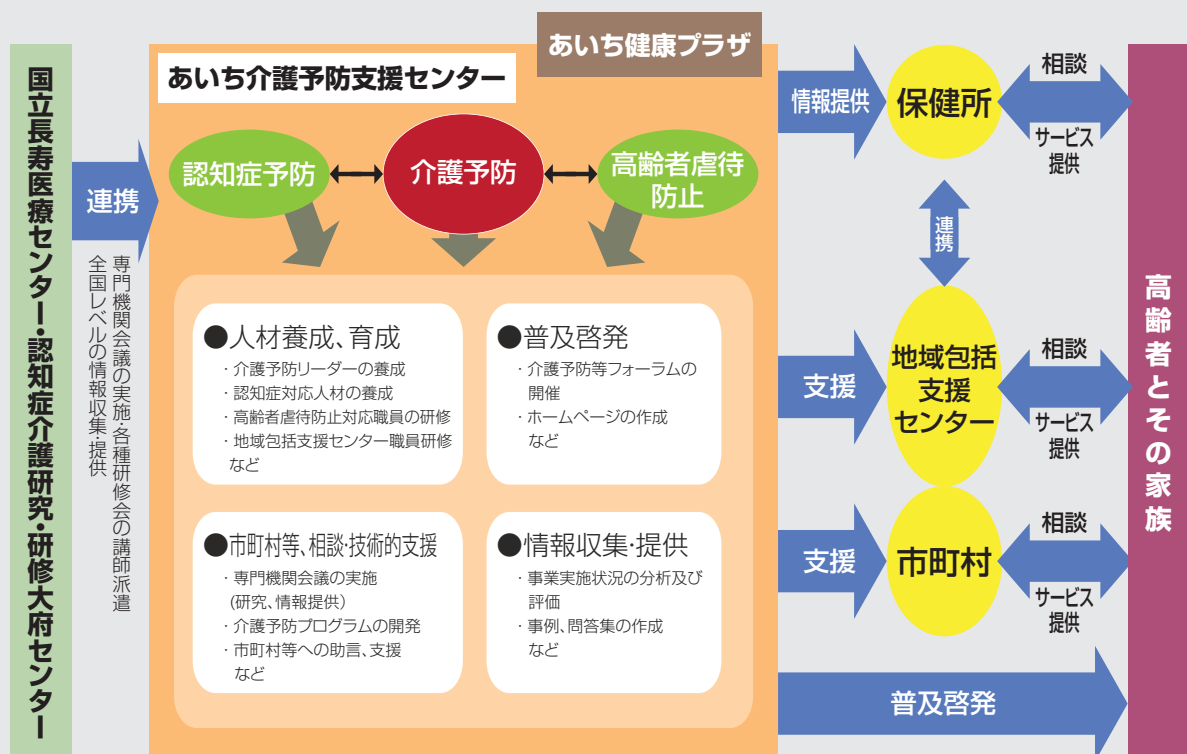 国立長寿医療センター・認知症介護研究・研修大府センター
連携
専門機関会議の実施・各種研修会の講師派遣
全国レベルの情報収集・提供
あいち健康プラザ
あいち介護予防支援センター
認知症予防
介護予防
高齢者虐待
防止
●人材養成、育成
・介護予防リーダーの養成
・認知症対応人材の養成
・高齢者虐待防止対応職員の研修
・地域包括支援センター職員研修
など
●普及啓発
・介護予防等フォーラムの
開催
・ホームページの作成
など
●市町村等、相談・技術的支援
・専門機関会議の実施
(研究、情報提供)
・介護予防プログラムの開発
・市町村等への助言、支援
など
●情報収集・提供
・事業実施状況の分析及び
評価
・事例、問答集の作成
など
情報提供
保健所
相談
サービス
提供
連携
支援
地域包括
支援
センター
相談
サービス
提供
支援
市町村
相談
サービス
提供
普及啓発
高齢者とその家族